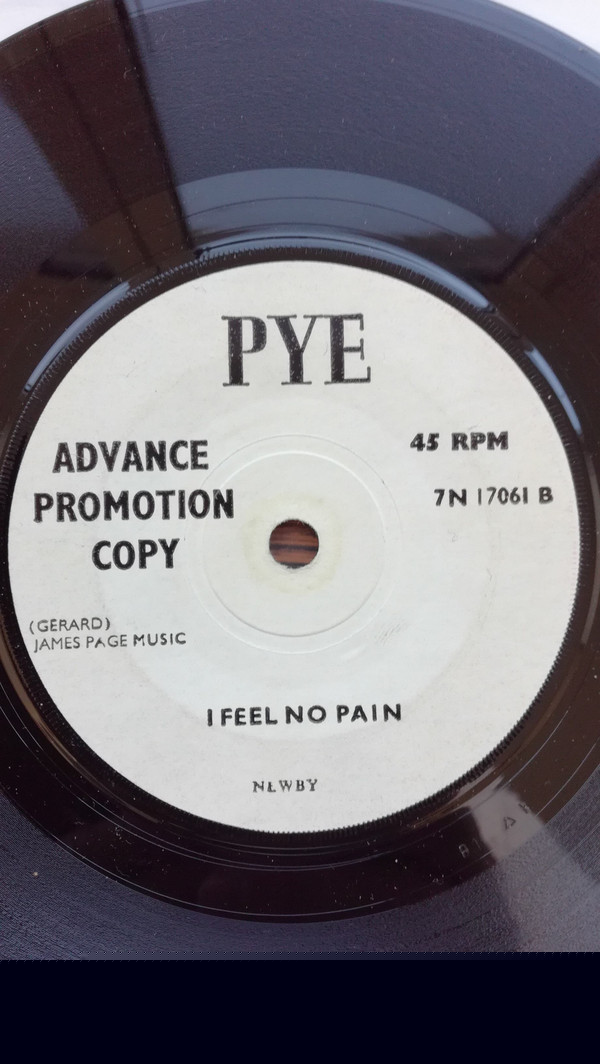 PYE
ADVANCE
PROMOTION
COPY
45 RPM
7N 17061 B
(GERARD)
JAMES PAGE MUSIC
I FEEL NO PAIN
NEWBY